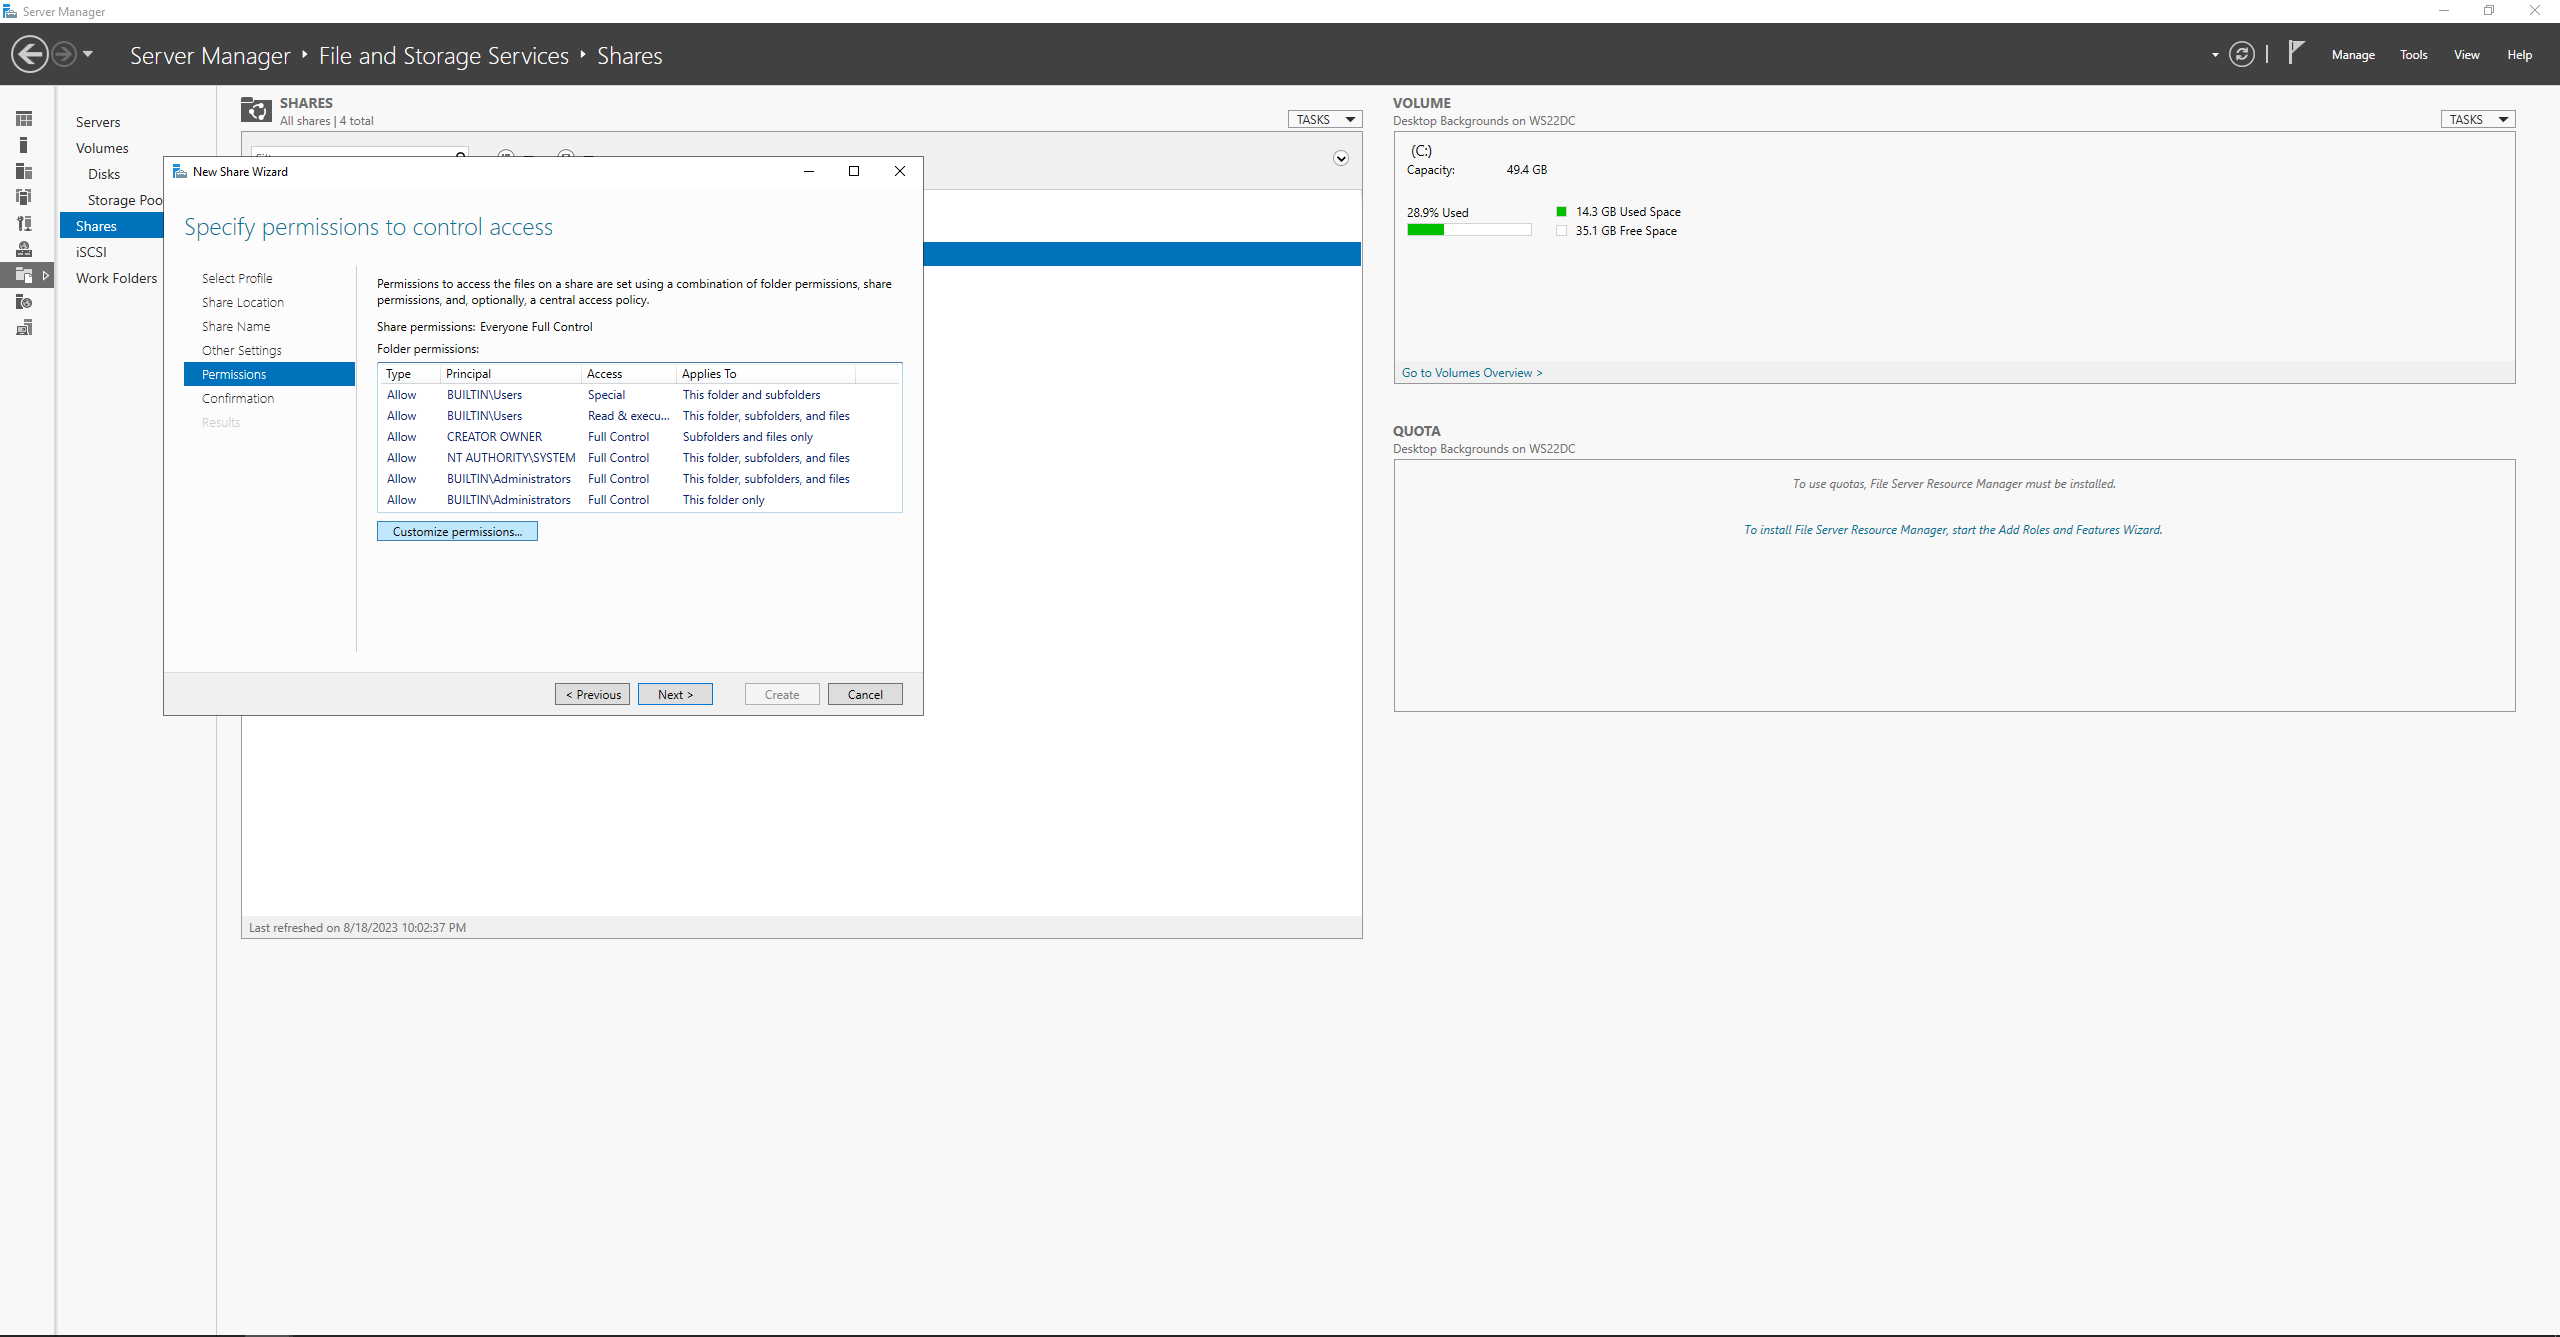 Server Manager
Server Manager ‣ File and Storage Services ‣ Shares
Manage Tools View Help
Servers
Volumes
Disks
Storage Poo
Shares
iSCSI
Work Folders
SHARES
All shares | 4 total
TASKS
New Share Wizard
Specify permissions to control access
Select Profile
Share Location
Share Name
Other Settings
Permissions
Confirmation
Results
Permissions to access the files on a share are set using a combination of folder permissions, share
permissions, and, optionally, a central access policy.
Share permissions: Everyone Full Control
Folder permissions:
Type Principal Access Applies To
Allow BUILTIN\Users Special This folder and subfolders
Allow BUILTIN\Users Read & execu... This folder, subfolders, and files
Allow CREATOR OWNER Full Control Subfolders and files only
Allow NT AUTHORITY\SYSTEM Full Control This folder, subfolders, and files
Allow BUILTIN\Administrators Full Control This folder, subfolders, and files
Allow BUILTIN\Administrators Full Control This folder only
Customize permissions...
< Previous Next > Create Cancel
Last refreshed on 8/18/2023 10:02:37 PM
VOLUME
Desktop Backgrounds on WS22DC
TASKS
(C:)
Capacity: 49.4 GB
28.9% Used
14.3 GB Used Space
35.1 GB Free Space
Go to Volumes Overview >
QUOTA
Desktop Backgrounds on WS22DC
To use quotas, File Server Resource Manager must be installed.
To install File Server Resource Manager, start the Add Roles and Features Wizard.